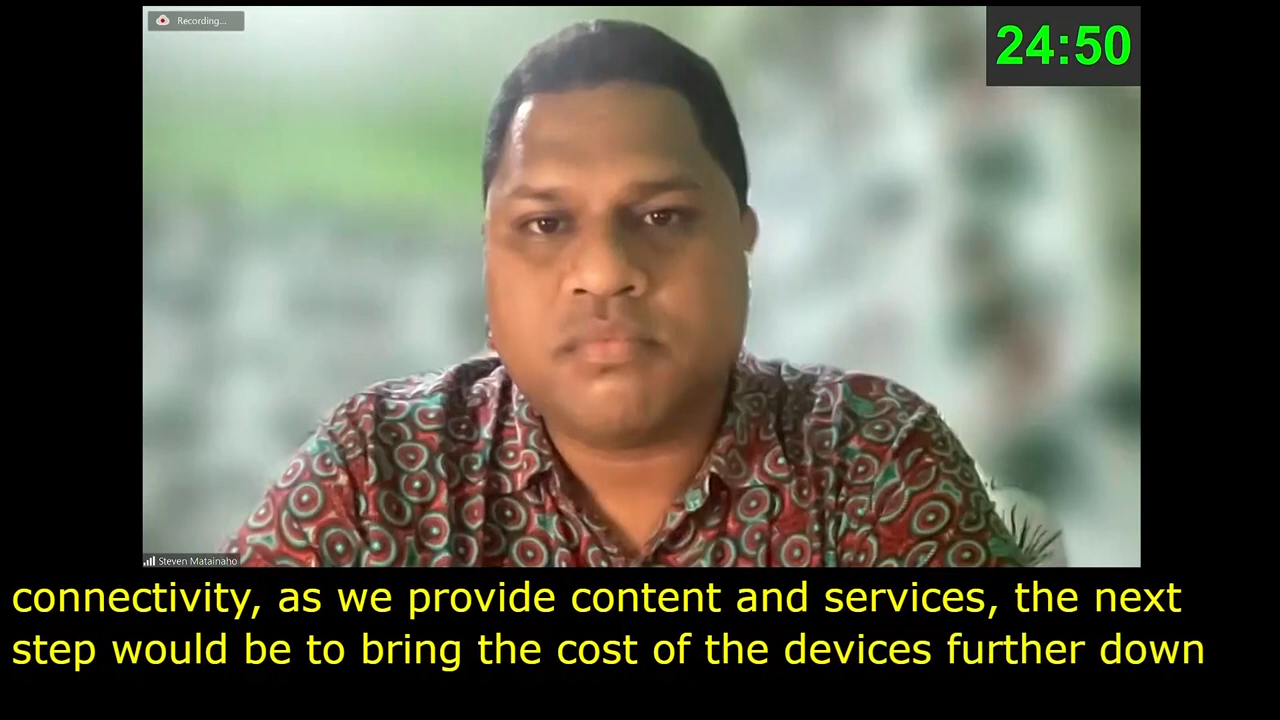 Recording...
24:50
Steven Matainaho
connectivity, as we provide content and services, the next
step would be to bring the cost of the devices further down